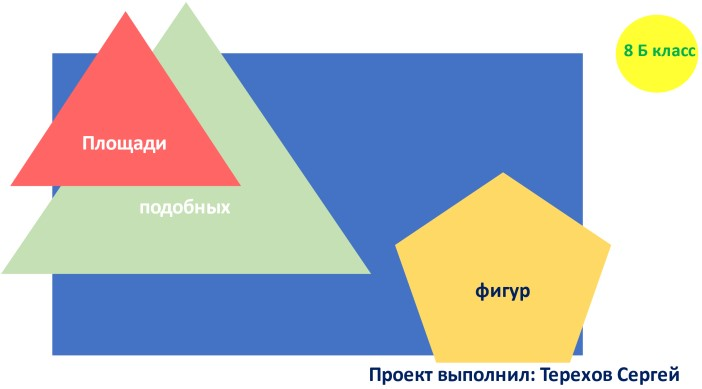 8 Б класс
Площади
подобных
фигур
Проект выполнил: Терехов Сергей